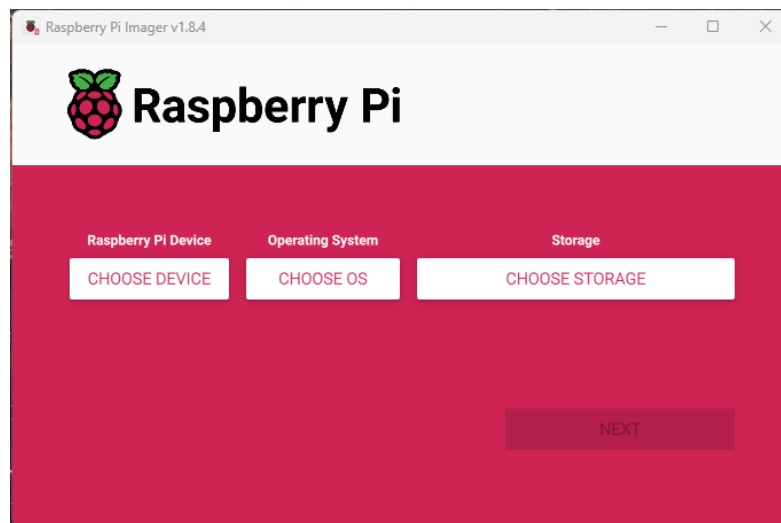 Raspberry Pi Imager v1.8.4
Raspberry Pi
Raspberry Pi Device
Operating System
Storage
CHOOSE DEVICE
CHOOSE OS
CHOOSE STORAGE
NEXT